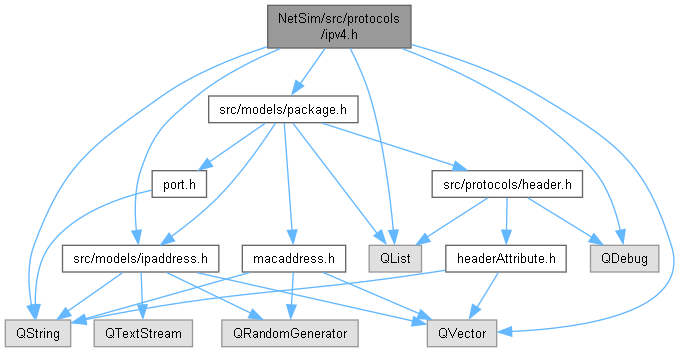 NetSim/src/protocols
/ipv4.h
src/models/package.h
port.h
src/protocols/header.h
src/models/ipaddress.h
macaddress.h
QList
headerAttribute.h
QDebug
QString
QTextStream
QRandomGenerator
QVector